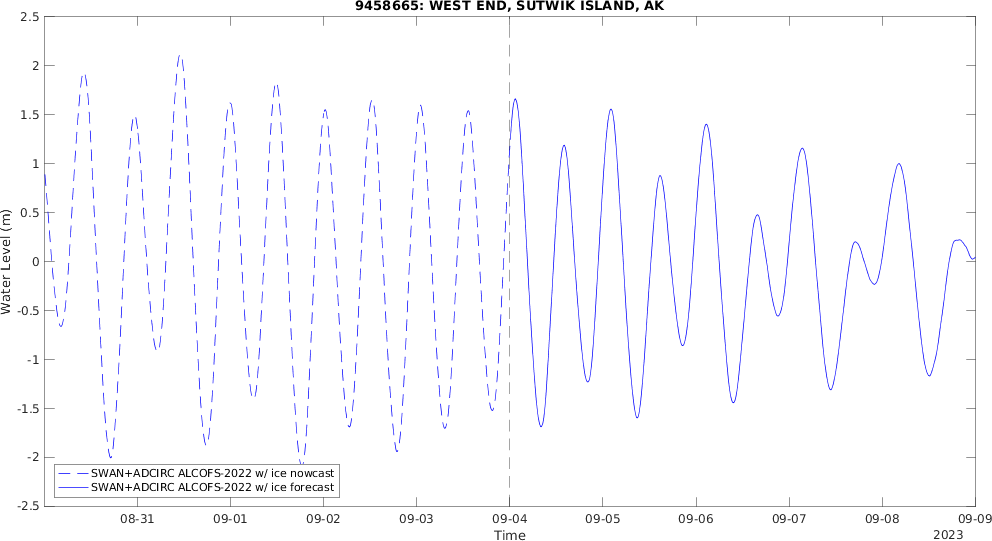 9458665: WEST END, SUTWIK ISLAND, AK
2.5
2
1.5
1
0.5
0
-0.5
-1
-1.5
-2
-2.5
Water Level (m)
SWAN+ADCIRC ALCOFS-2022 w/ ice nowcast
SWAN+ADCIRC ALCOFS-2022 w/ ice forecast
08-31 09-01 09-02 09-03 09-04 09-05 09-06 09-07 09-08 09-09
Time
2023